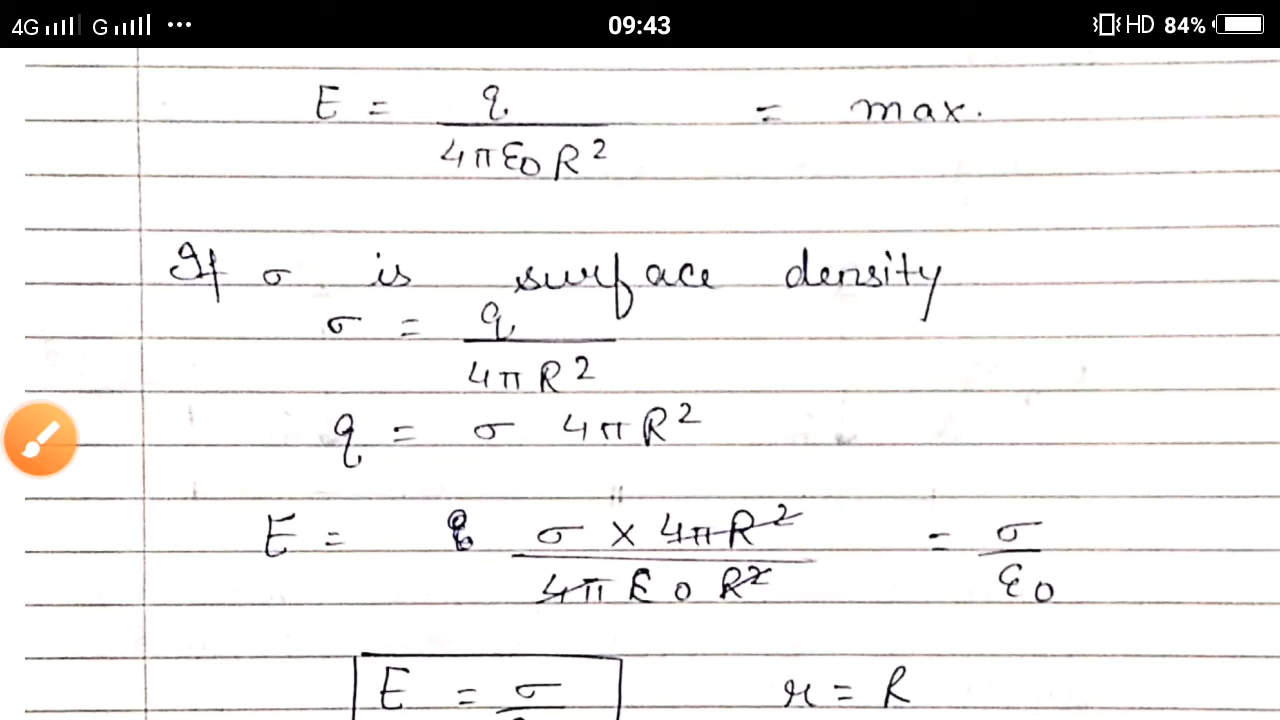 4G G ... 09:43 HD 84%
E = q / 4πε0R² = max.
If σ is surface density
σ = q / 4πR²
q = σ 4πR²
E = q σ × 4πR² / 4πε0R² = σ / ε0
E = σ r = R